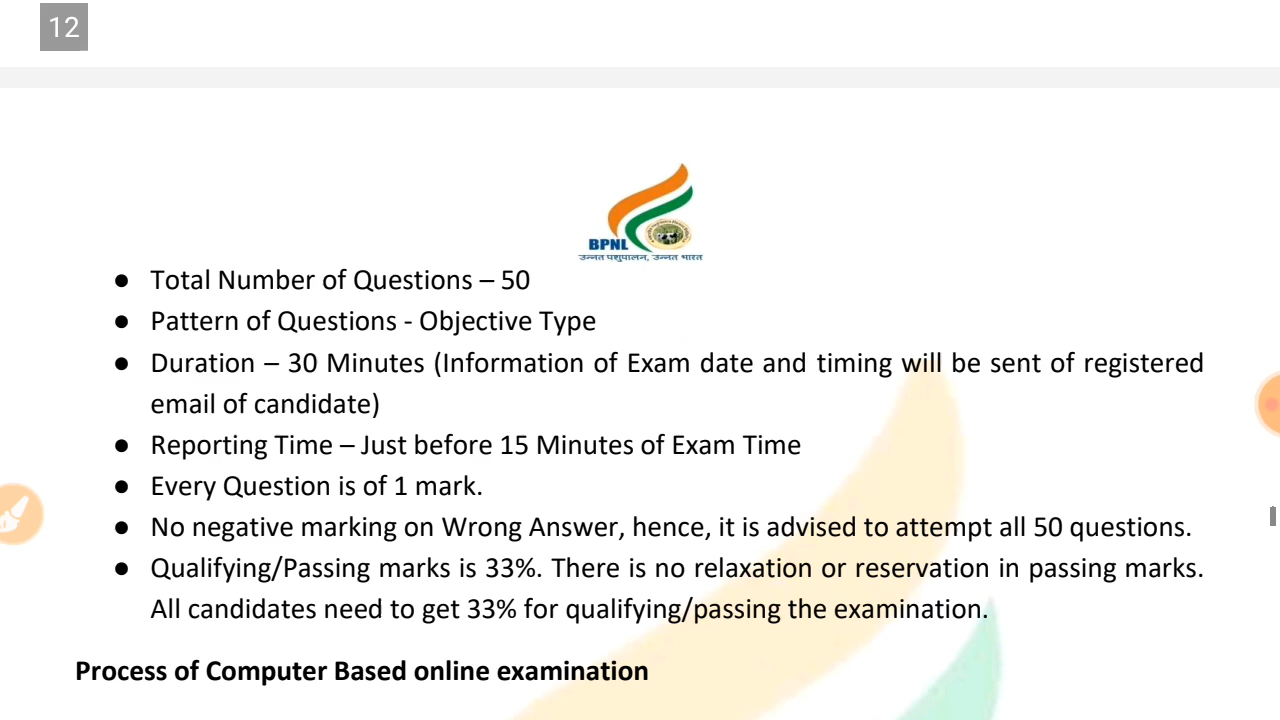 12
BPNL
उन्नत पशुपालन, उन्नत भारत
● Total Number of Questions – 50
● Pattern of Questions - Objective Type
● Duration – 30 Minutes (Information of Exam date and timing will be sent of registered
email of candidate)
● Reporting Time – Just before 15 Minutes of Exam Time
● Every Question is of 1 mark.
● No negative marking on Wrong Answer, hence, it is advised to attempt all 50 questions.
● Qualifying/Passing marks is 33%. There is no relaxation or reservation in passing marks.
All candidates need to get 33% for qualifying/passing the examination.
Process of Computer Based online examination